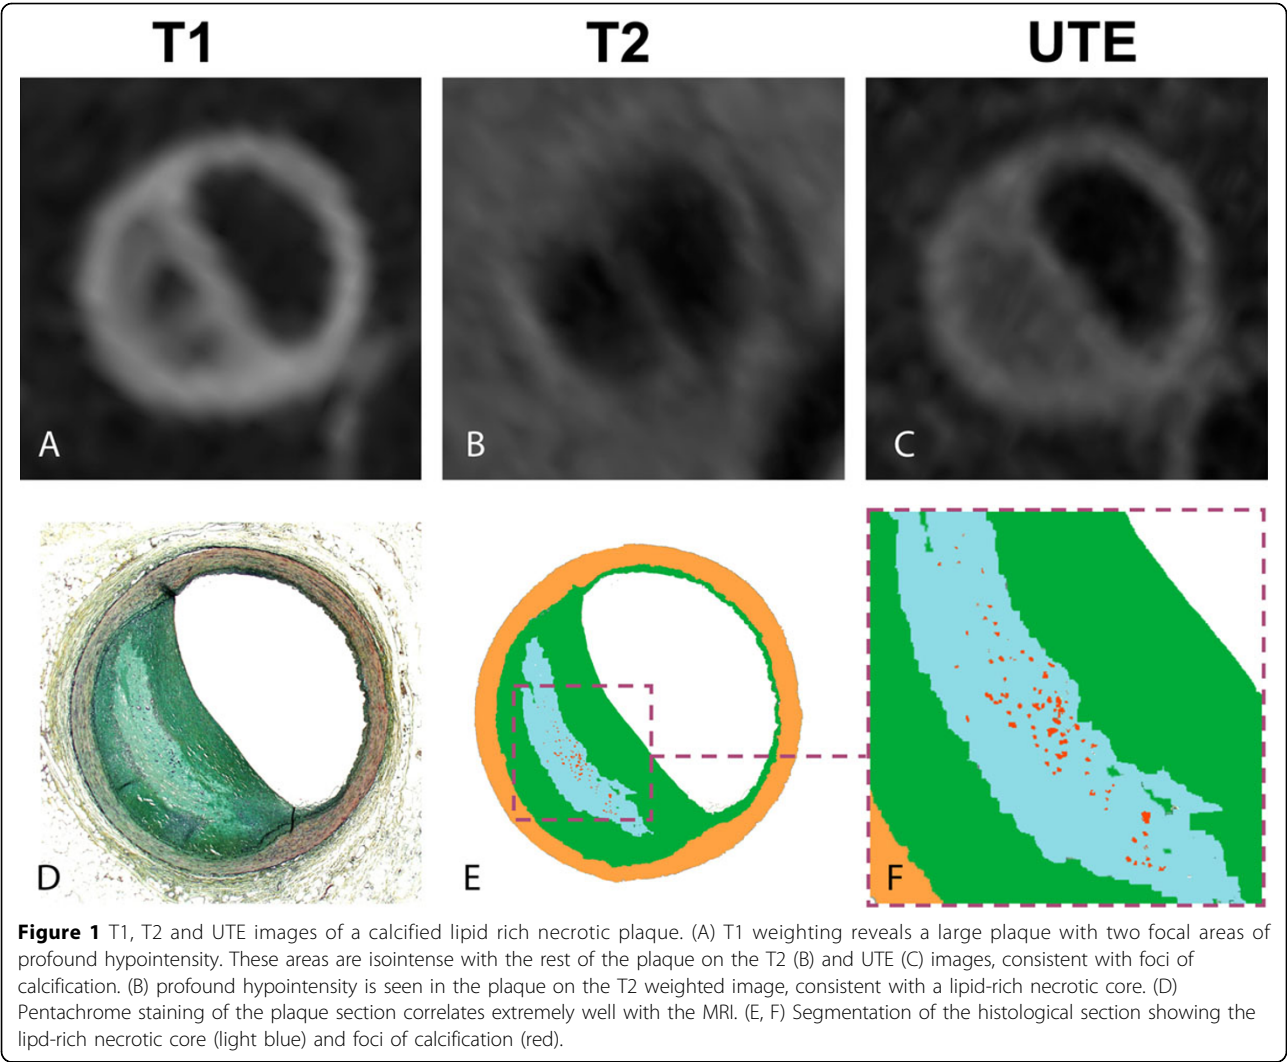 T1 T2 UTE
A B C
D E F
Figure 1 T1, T2 and UTE images of a calcified lipid rich necrotic plaque. (A) T1 weighting reveals a large plaque with two focal areas of
profound hypointensity. These areas are isointense with the rest of the plaque on the T2 (B) and UTE (C) images, consistent with foci of
calcification. (B) profound hypointensity is seen in the plaque on the T2 weighted image, consistent with a lipid-rich necrotic core. (D)
Pentachrome staining of the plaque section correlates extremely well with the MRI. (E, F) Segmentation of the histological section showing the
lipd-rich necrotic core (light blue) and foci of calcification (red).